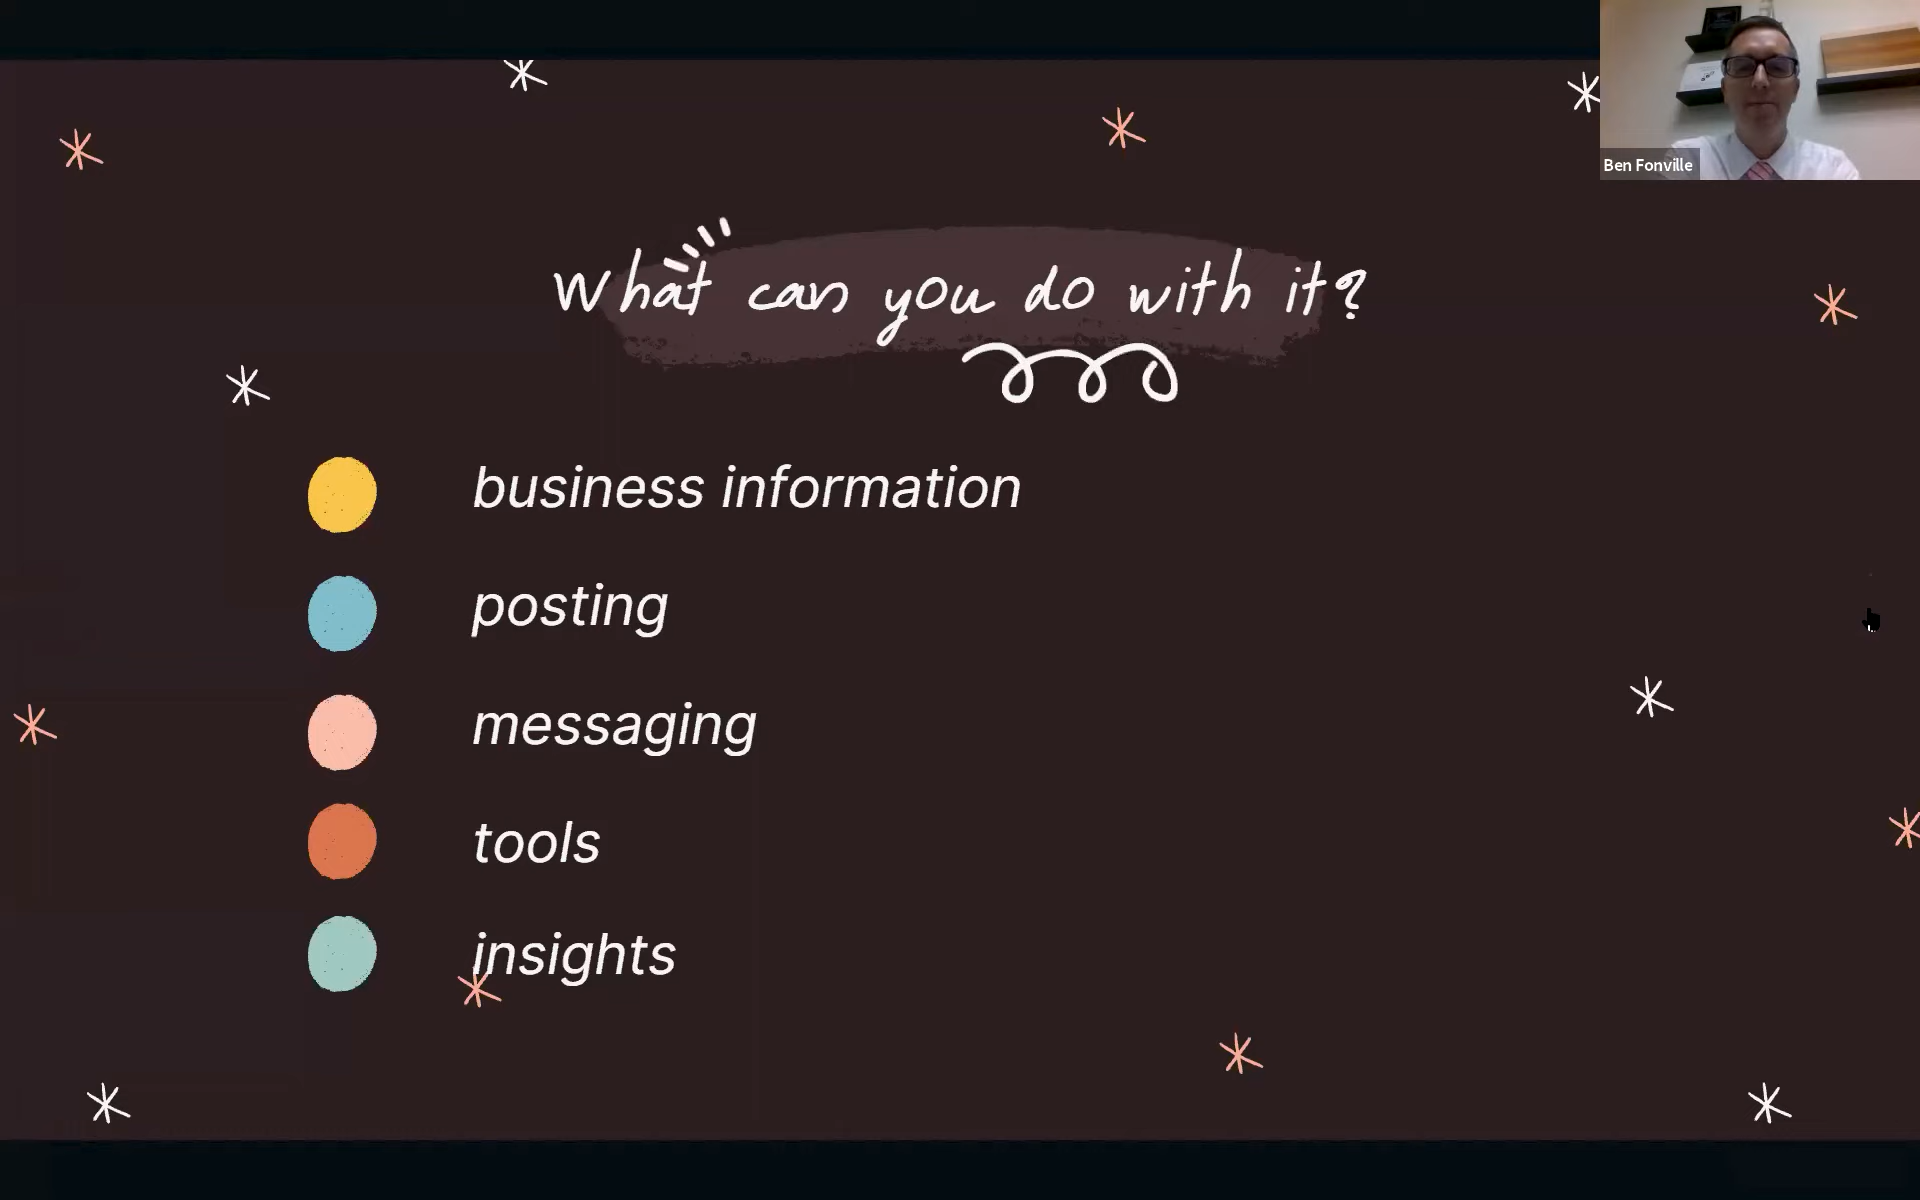 Ben Fonville
What can you do with it?
business information
posting
messaging
tools
insights